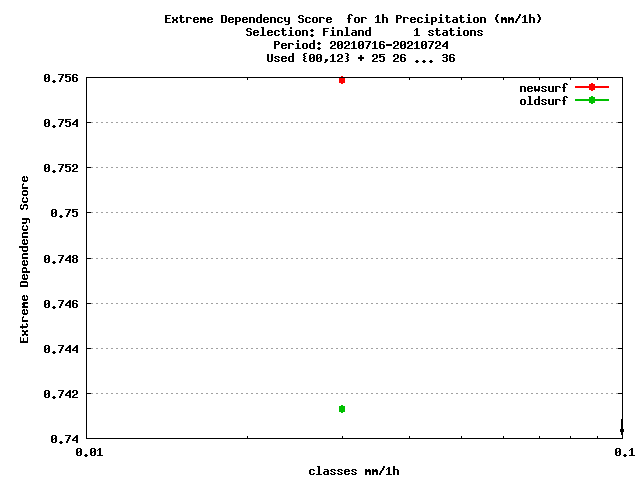 Extreme Dependency Score  for 1h Precipitation (mm/1h)
Selection: Finland      1 stations
Period: 20210716-20210724
Used {00,12} + 25 26 ... 36
newsurf
oldsurf
0.756
0.754
0.752
0.75
0.748
0.746
0.744
0.742
0.74
Extreme Dependency Score
0.01
0.1
classes mm/1h